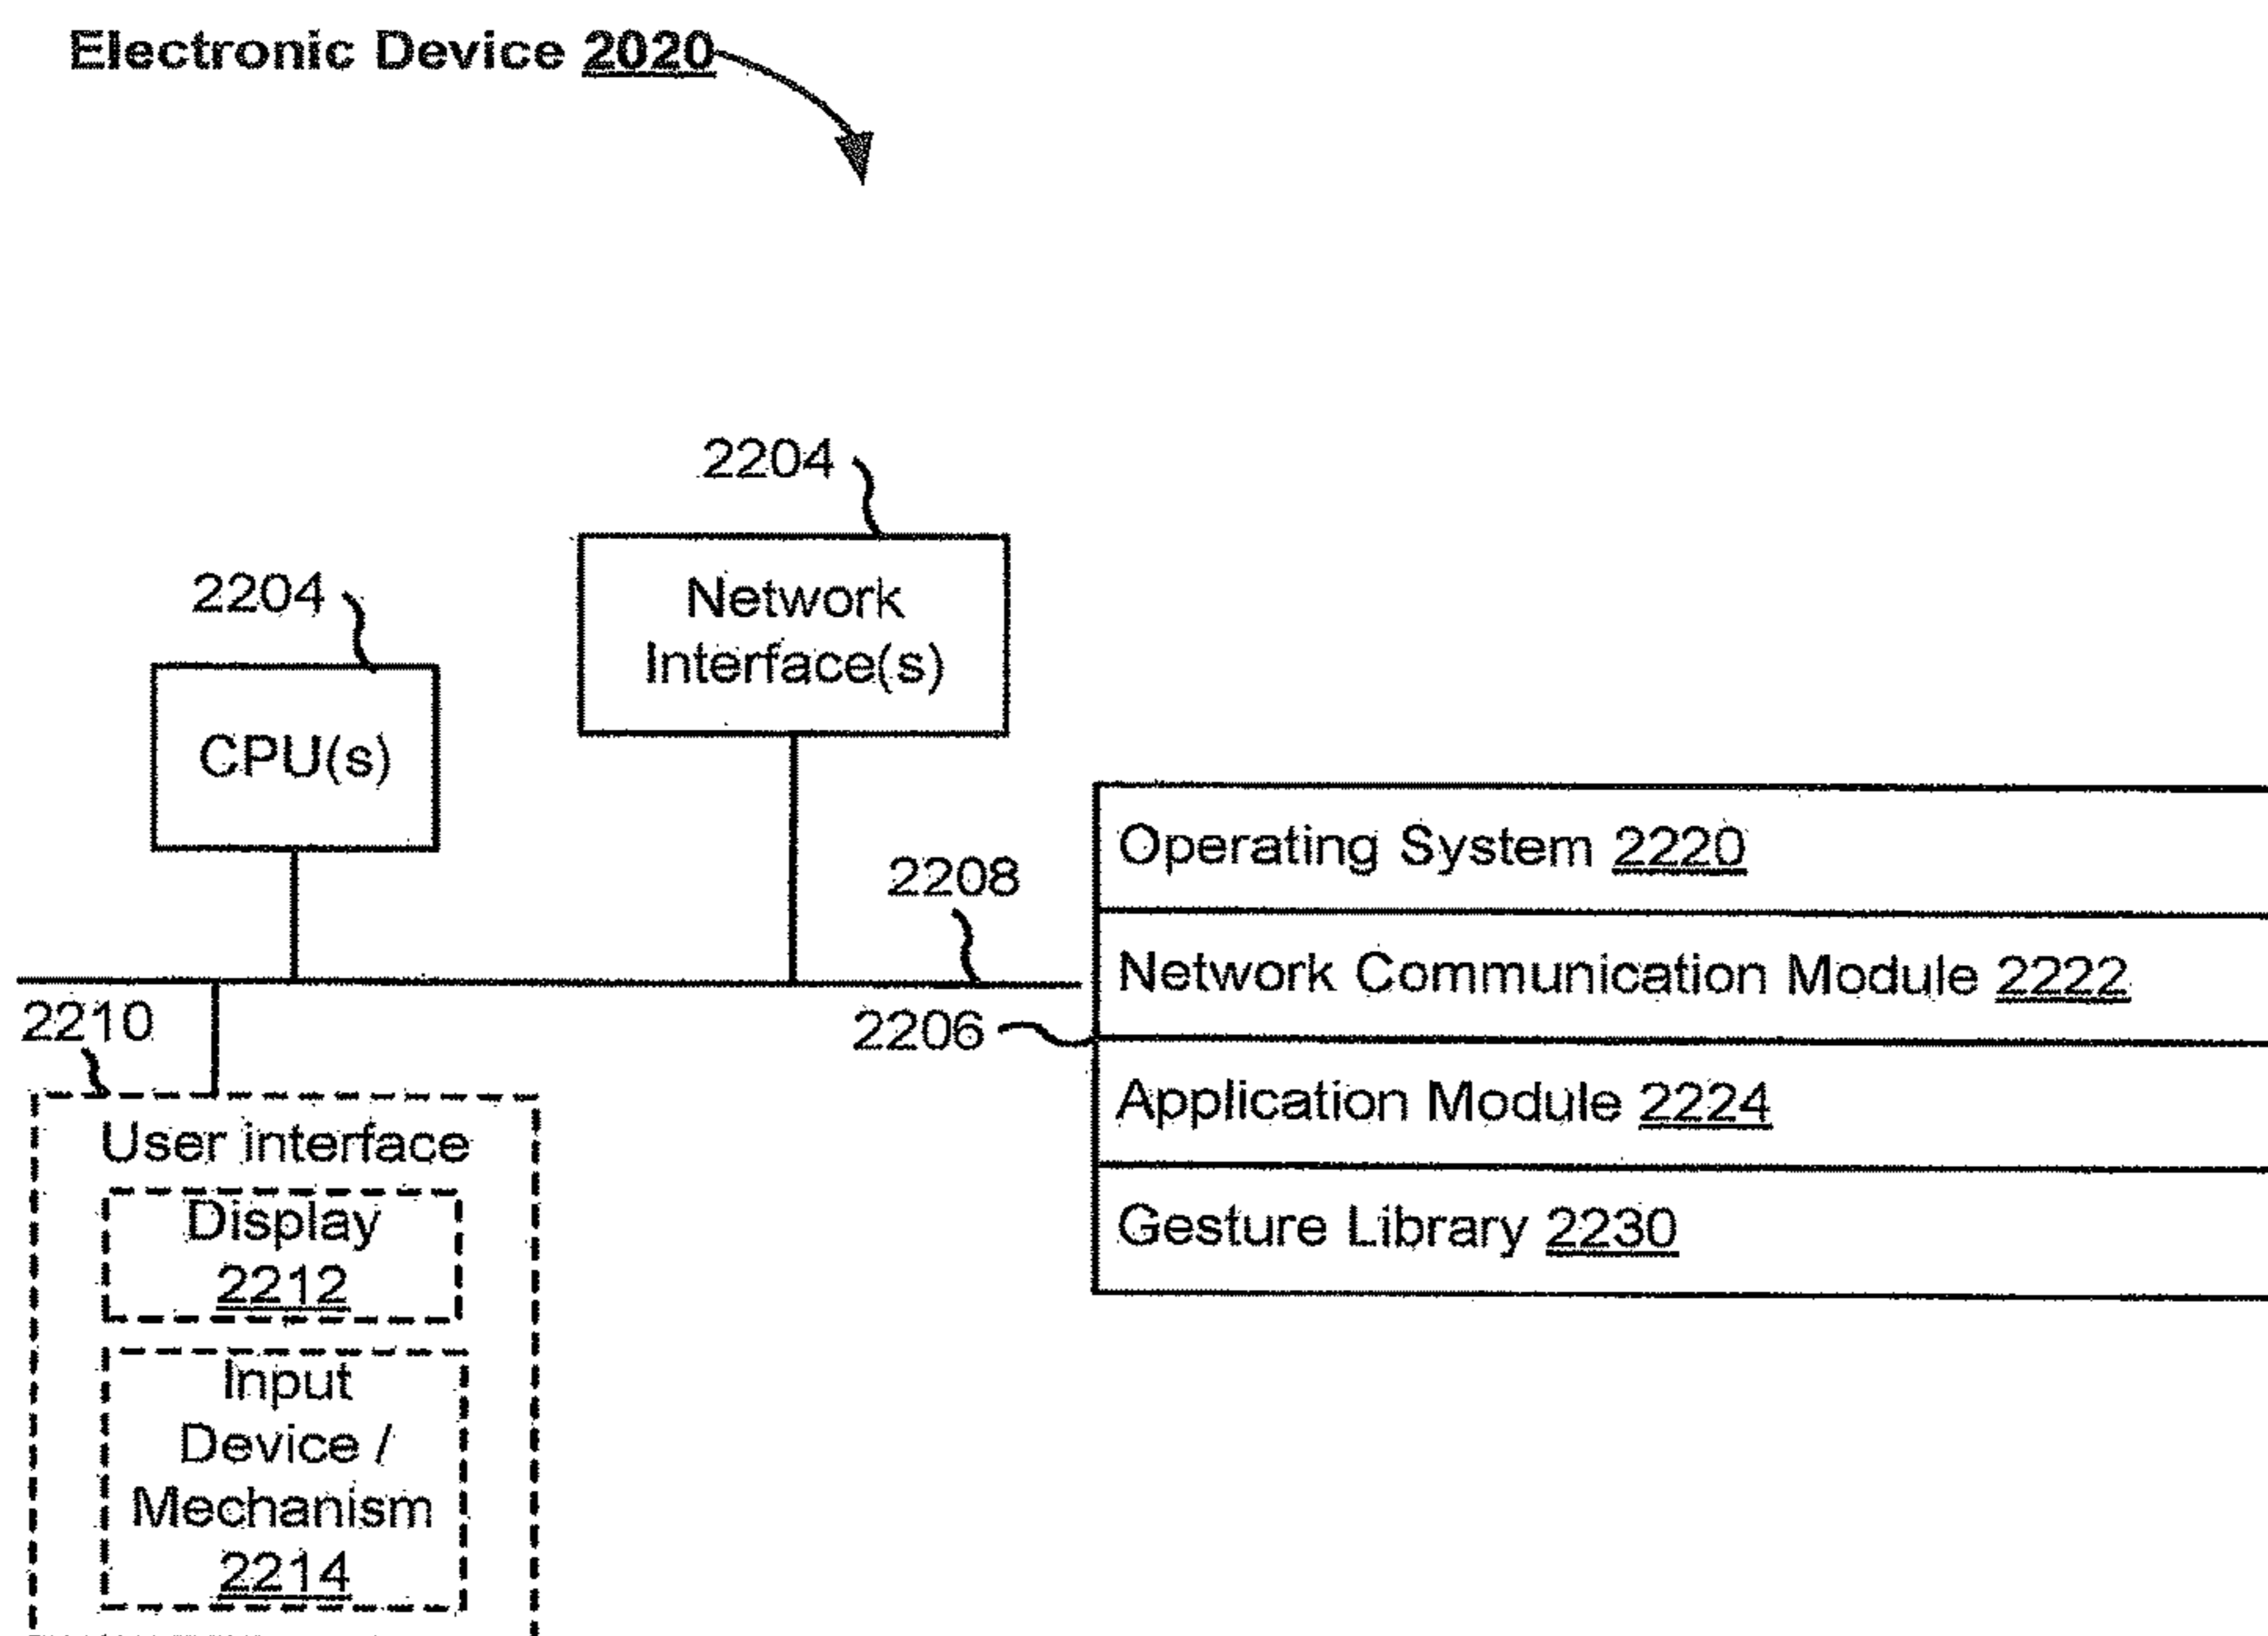 Electronic Device 2020
2204
Network
Interface(s)
2204
CPU(s)
2208
2206
2210
User interface
Display
2212
Input
Device /
Mechanism
2214
Operating System 2220
Network Communication Module 2222
Application Module 2224
Gesture Library 2230